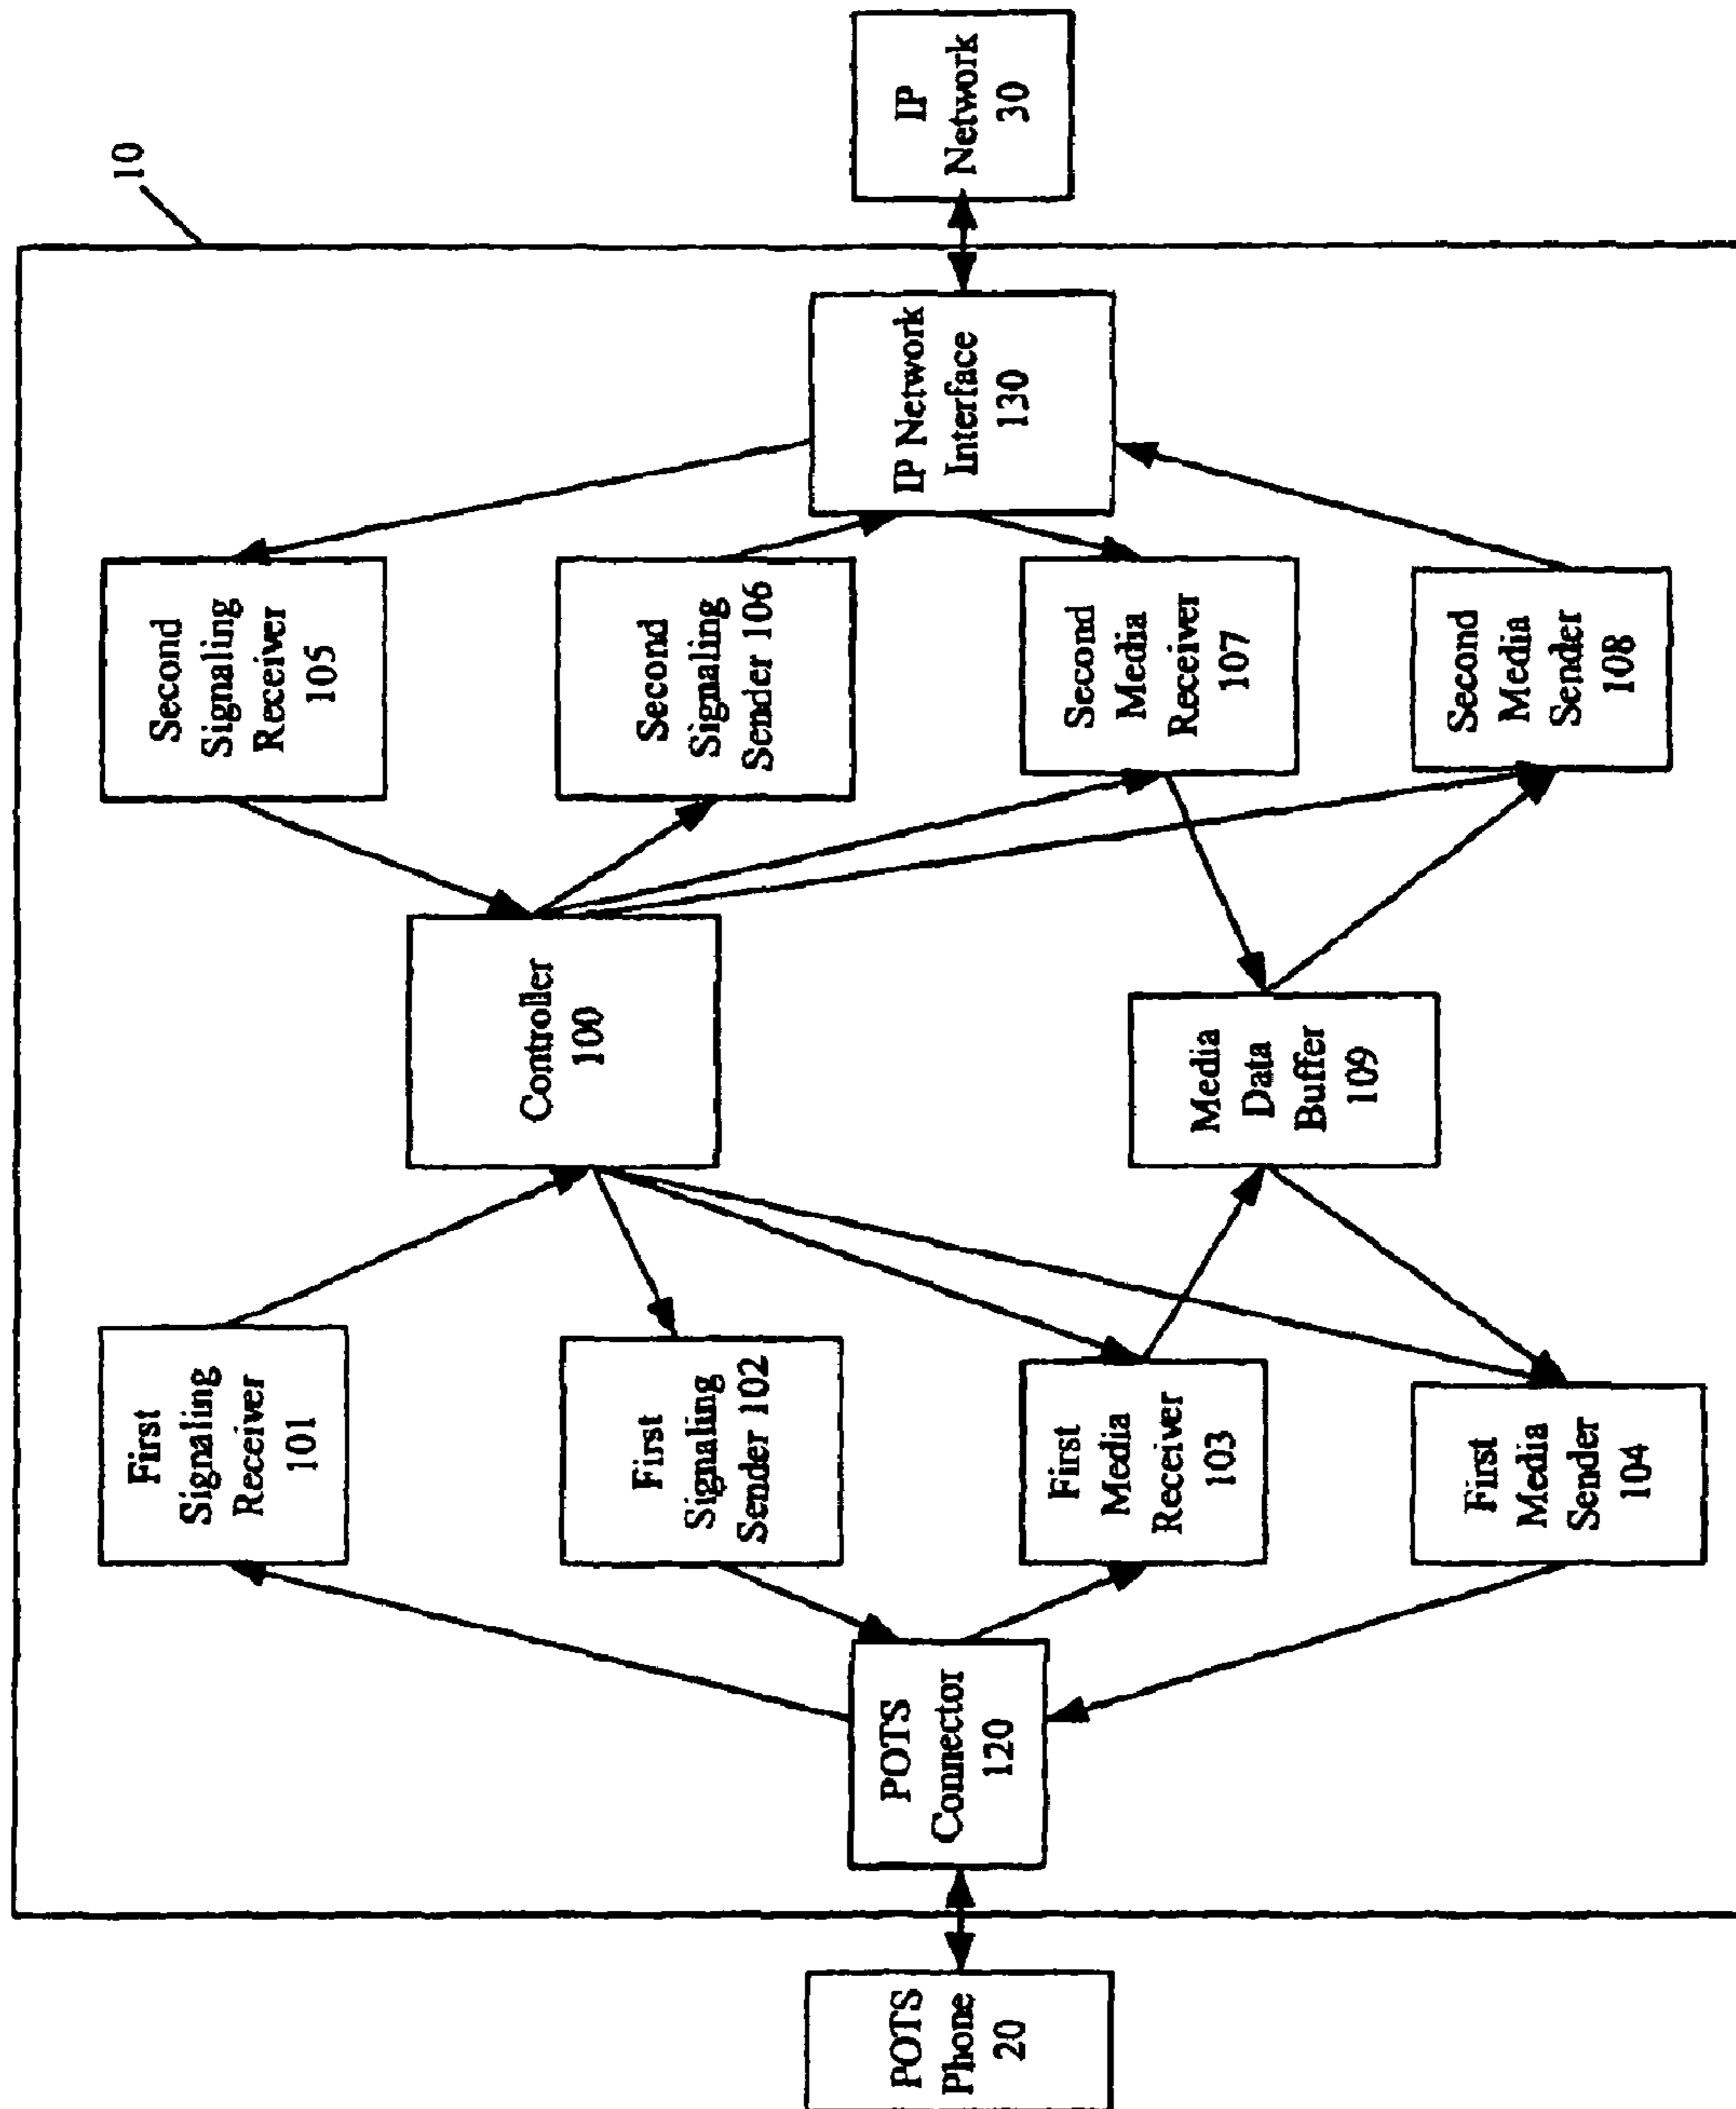 10
POTS
Phone
20
POTS
Connector
120
First
Signaling
Receiver
101
First
Signaling
Sender 102
First
Media
Receiver
103
First
Media
Sender
104
Controller
100
Media
Data
Buffer
109
Second
Signaling
Receiver
105
Second
Signaling
Sender 106
Second
Media
Receiver
107
Second
Media
Sender
108
IP Network
Interface
130
IP
Network
30